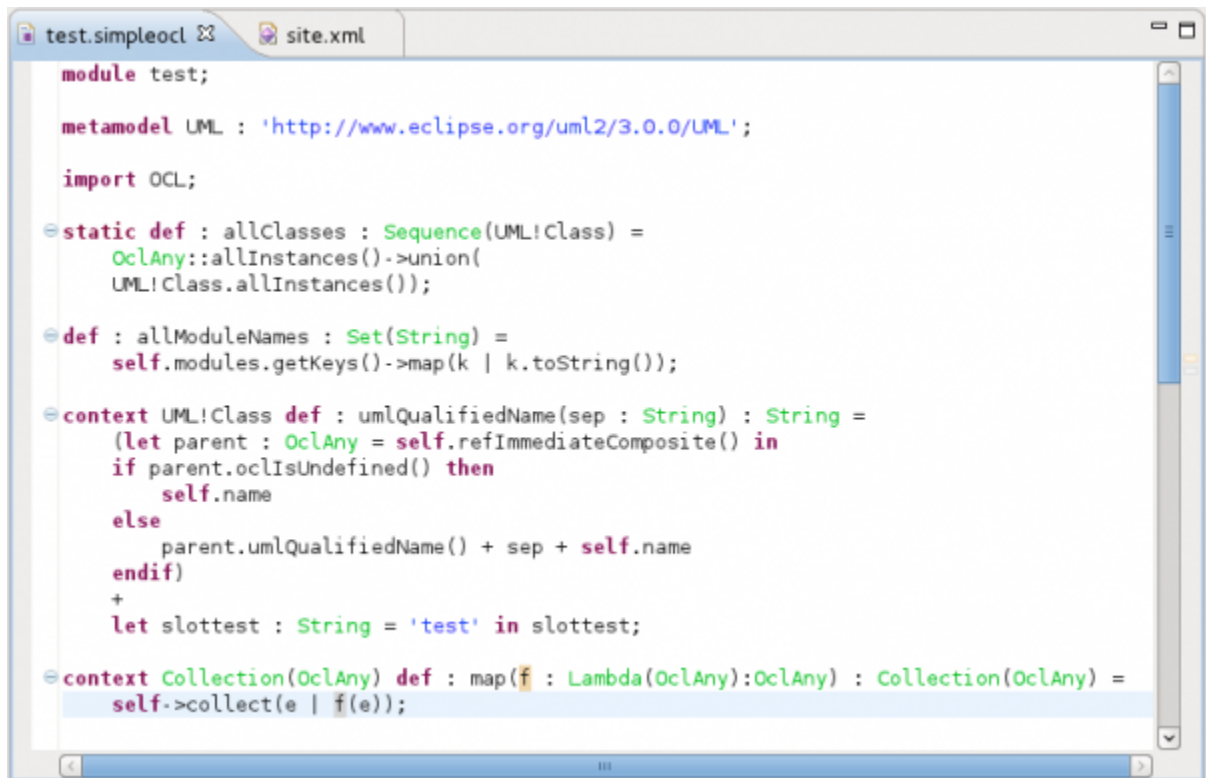 test.simpleocl site.xml
module test;
metamodel UML : 'http://www.eclipse.org/uml2/3.0.0/UML';
import OCL;
static def : allClasses : Sequence(UML!Class) =
OclAny::allInstances()->union(
UML!Class.allInstances());
def : allModuleNames : Set(String) =
self.modules.getKeys()->map(k | k.toString());
context UML!Class def : umlQualifiedName(sep : String) : String =
(let parent : OclAny = self.refImmediateComposite() in
if parent.oclIsUndefined() then
self.name
else
parent.umlQualifiedName() + sep + self.name
endif)
+
let slottest : String = 'test' in slottest;
context Collection(OclAny) def : map(f : Lambda(OclAny):OclAny) : Collection(OclAny) =
self->collect(e | f(e));